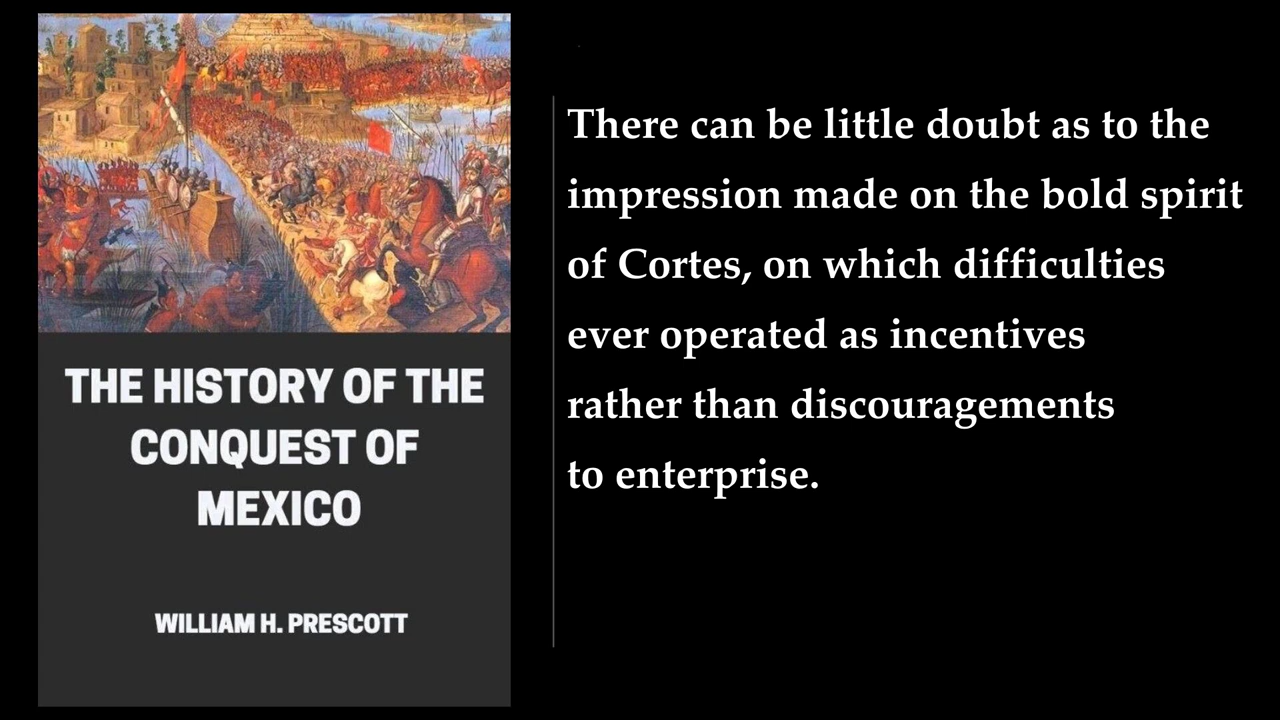 THE HISTORY OF THE
CONQUEST OF
MEXICO
WILLIAM H. PRESCOTT
There can be little doubt as to the
impression made on the bold spirit
of Cortes, on which difficulties
ever operated as incentives
rather than discouragements
to enterprise.